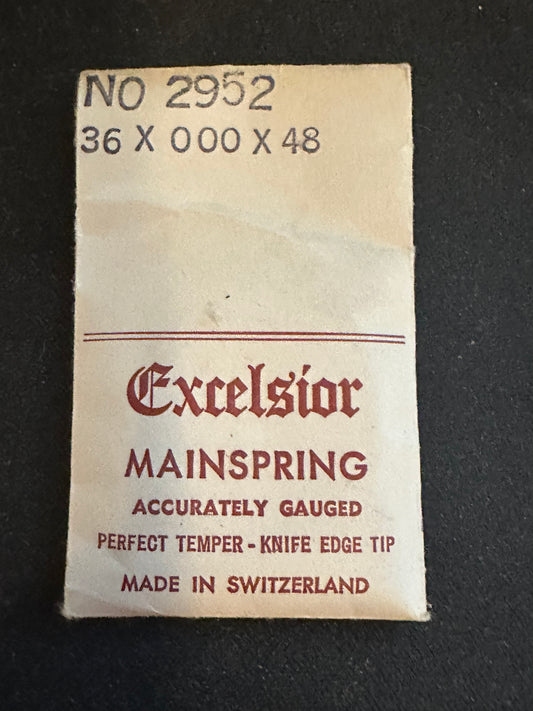 NO 2952
36 X 000 X 48
Excelsior
MAINSPRING
ACCURATELY GAUGED
PERFECT TEMPER - KNIFE EDGE TIP
MADE IN SWITZERLAND